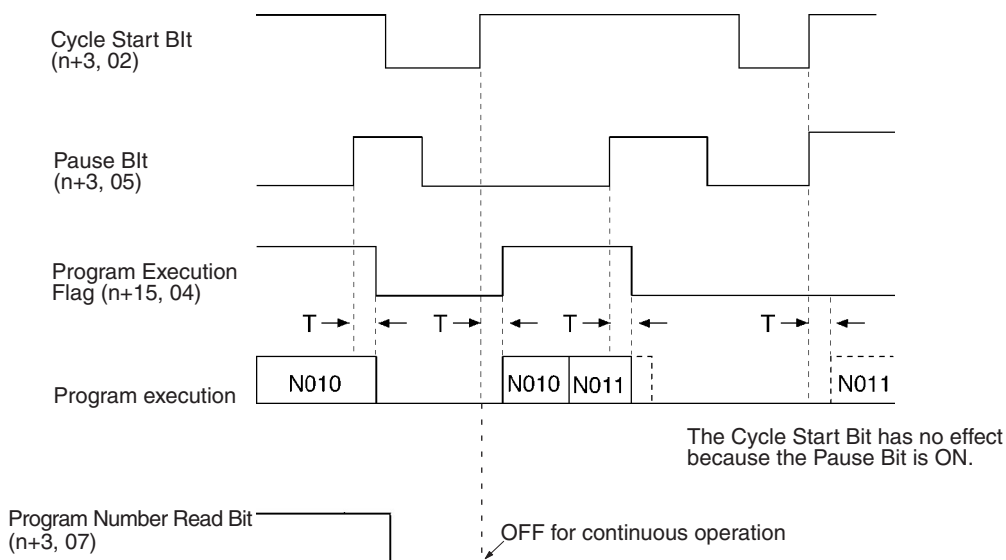 Cycle Start BIt
(n+3, 02)
Pause BIt
(n+3, 05)
Program Execution
Flag (n+15, 04)
T T T T
Program execution
N010 N010 N011 N011
The Cycle Start Bit has no effect
because the Pause Bit is ON.
Program Number Read Bit
(n+3, 07)
OFF for continuous operation